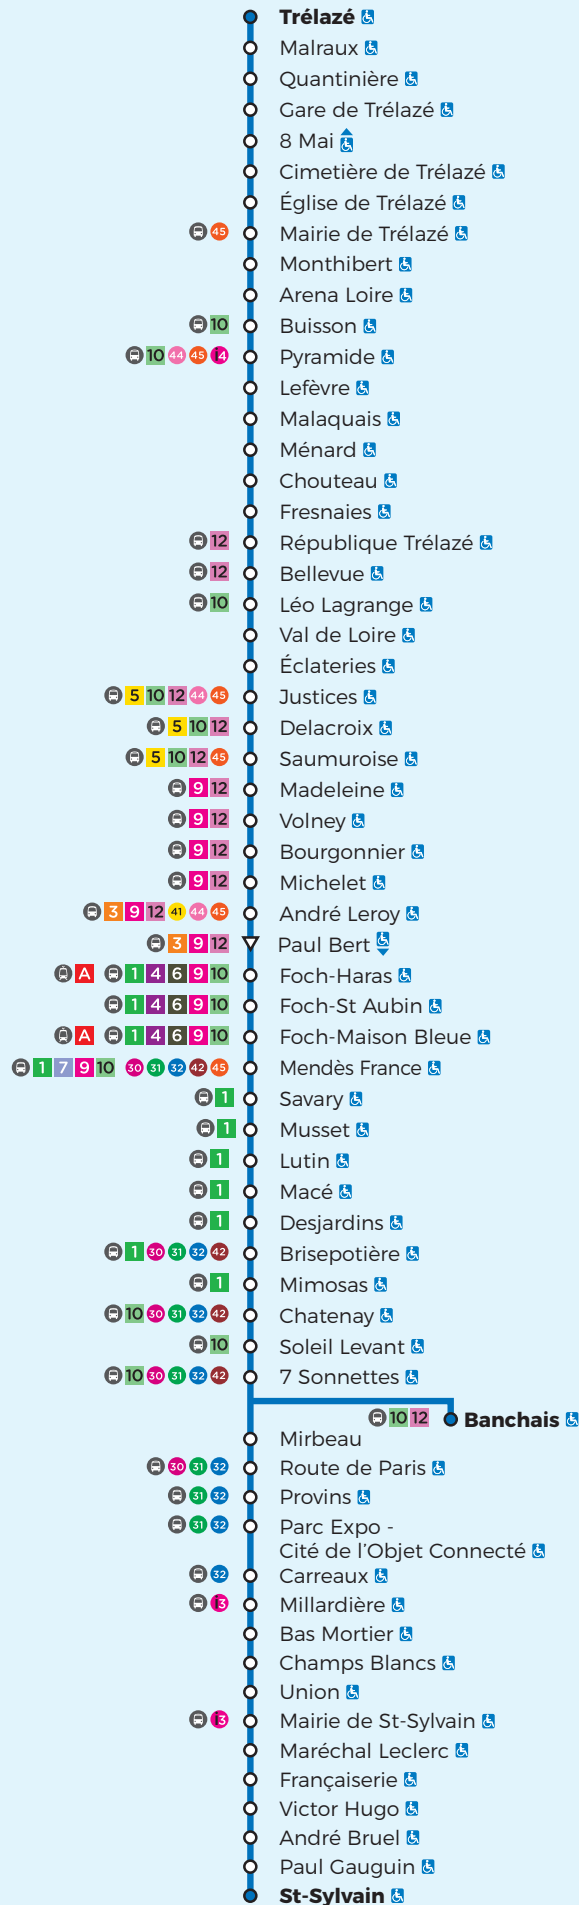 Trélazé
Malraux
Quantinière
Gare de Trélazé
8 Mai
Cimetière de Trélazé
Église de Trélazé
45 Mairie de Trélazé
Monthibert
Arena Loire
10 Buisson
10 44 45 i4 Pyramide
Lefèvre
Malaquais
Ménard
Chouteau
Fresnaies
12 République Trélazé
12 Bellevue
10 Léo Lagrange
Val de Loire
Éclateries
5 10 12 44 45 Justices
5 10 12 Delacroix
5 10 12 45 Saumuroise
9 12 Madeleine
9 12 Volney
9 12 Bourgonnier
9 12 Michelet
3 9 12 41 44 45 André Leroy
3 9 12 Paul Bert
A 1 4 6 9 10 Foch-Haras
1 4 6 9 10 Foch-St Aubin
A 1 4 6 9 10 Foch-Maison Bleue
1 7 9 10 30 31 32 42 45 Mendès France
1 Savary
1 Musset
1 Lutin
1 Macé
1 Desjardins
1 30 31 32 42 Brisepotière
1 Mimosas
10 30 31 32 42 Chatenay
10 Soleil Levant
10 30 31 32 42 7 Sonnettes
10 12 Banchais
Mirbeau
30 31 32 Route de Paris
31 32 Provins
31 32 Parc Expo -
Cité de l'Objet Connecté
32 Carreaux
i3 Millardière
Bas Mortier
Champs Blancs
Union
i3 Mairie de St-Sylvain
Maréchal Leclerc
Françaiserie
Victor Hugo
André Bruel
Paul Gauguin
St-Sylvain